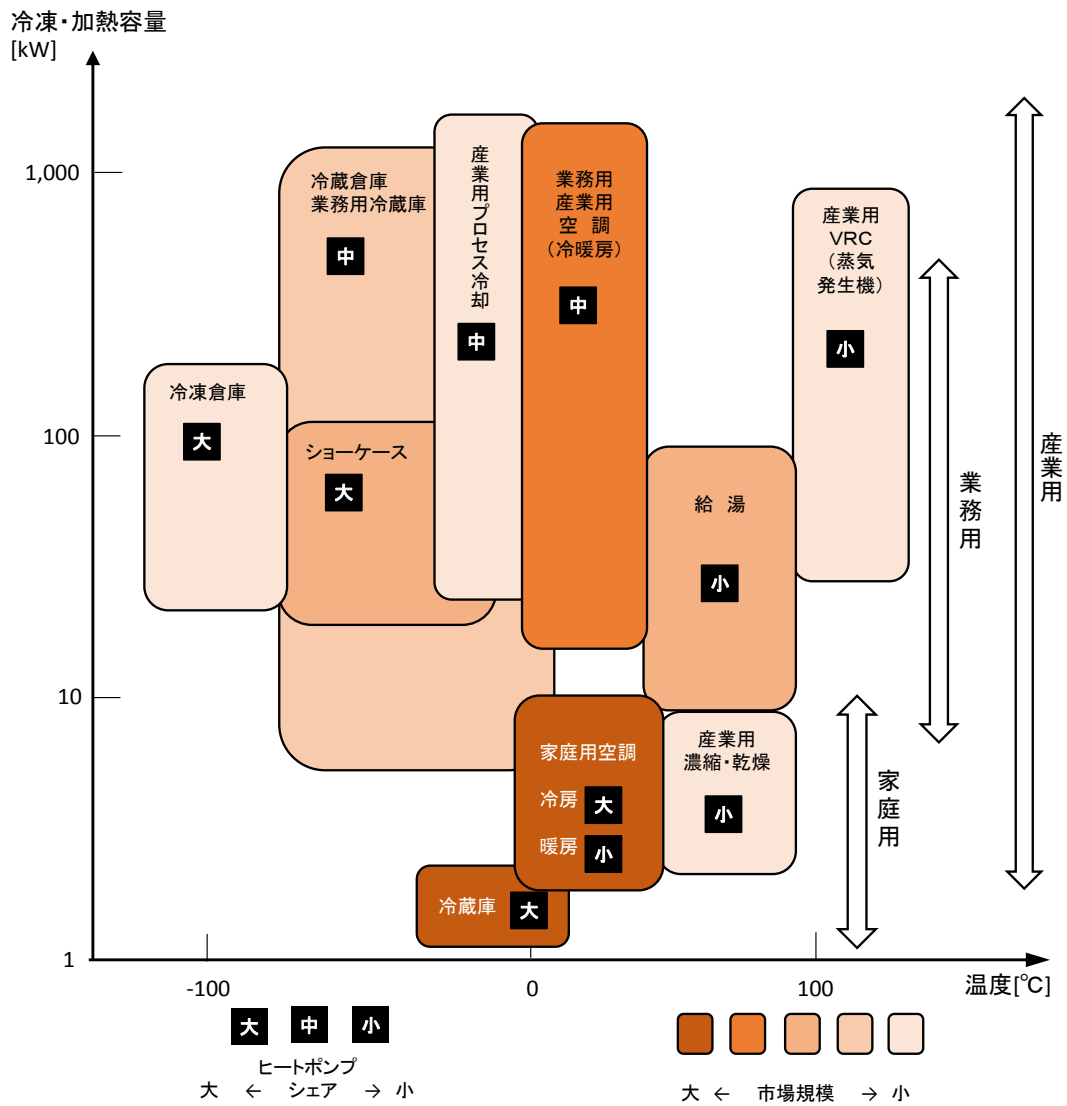 冷凍・加熱容量
[kW]
1,000
100
10
1
冷蔵倉庫
業務用冷蔵庫
中
産業用プロセス冷却
中
業務用
産業用
空 調
(冷暖房)
中
産業用
VRC
(蒸気
発生機)
小
冷凍倉庫
大
ショーケース
大
給 湯
小
家庭用空調
冷房 大
暖房 小
産業用
濃縮・乾燥
小
冷蔵庫 大
家庭用
業務用
産業用
-100
0
100
温度[℃]
大 中 小
ヒートポンプ
大 ← シェア → 小
大 ← 市場規模 → 小